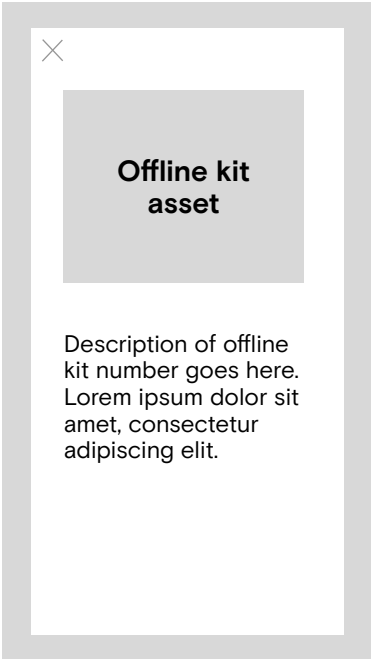 Offline kit
asset
Description of offline
kit number goes here.
Lorem ipsum dolor sit
amet, consectetur
adipiscing elit.